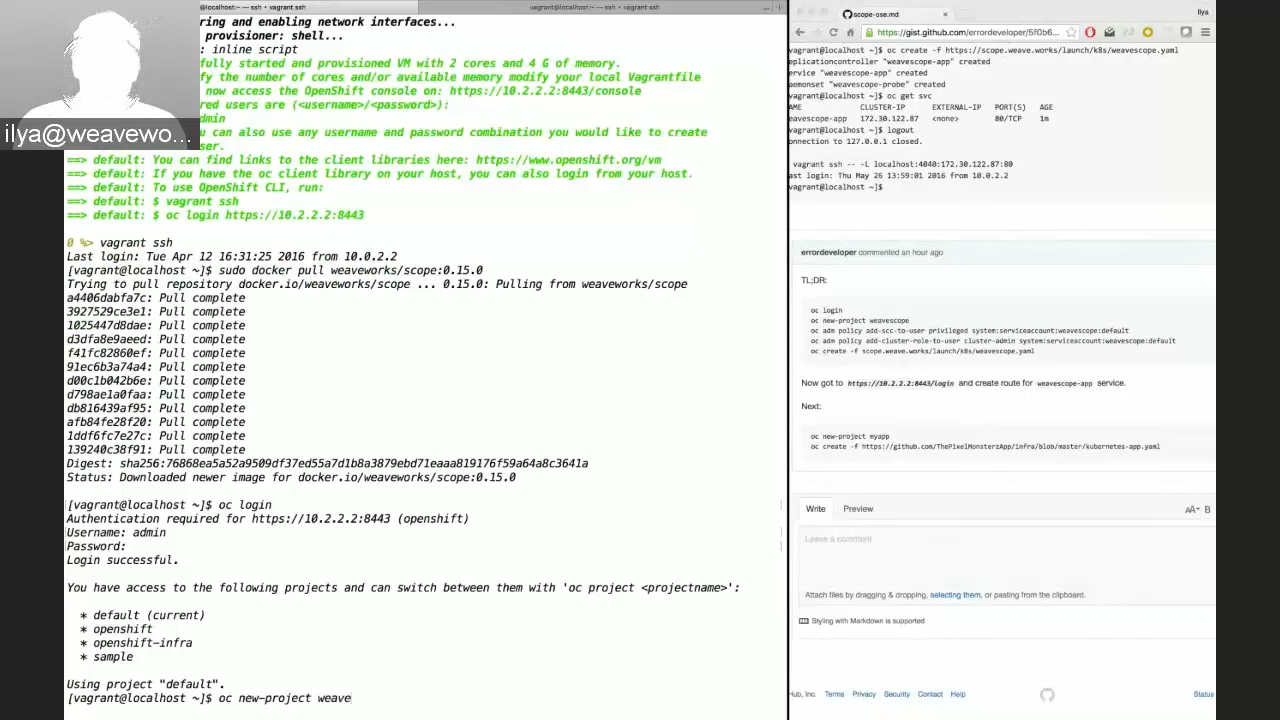 vagrant@localhost:~ — ssh ‹ vagrant ssh
vagrant@localhost:~ — ssh ‹ vagrant ssh
ring and enabling network interfaces...
provisioner: shell...
: inline script
fully started and provisioned VM with 2 cores and 4 G of memory.
fy the number of cores and/or available memory modify your local Vagrantfile
now access the OpenShift console on: https://10.2.2.2:8443/console
red users are (<username>/<password>):
dmin
u can also use any username and password combination you would like to create
ser.
ilya@weavewo...
==> default: You can find links to the client libraries here: https://www.openshift.org/vm
==> default: If you have the oc client library on your host, you can also login from your host.
==> default: To use OpenShift CLI, run:
==> default: $ vagrant ssh
==> default: $ oc login https://10.2.2.2:8443
0 %> vagrant ssh
Last login: Tue Apr 12 16:31:25 2016 from 10.0.2.2
[vagrant@localhost ~]$ sudo docker pull weaveworks/scope:0.15.0
Trying to pull repository docker.io/weaveworks/scope ... 0.15.0: Pulling from weaveworks/scope
a4406dabfa7c: Pull complete
3927529ce3e1: Pull complete
1025447d8dae: Pull complete
d3dfa8e9aeed: Pull complete
f41fc82860ef: Pull complete
91ec6b3a74a4: Pull complete
d00c1b042b6e: Pull complete
d798ae1a0faa: Pull complete
db816439af95: Pull complete
afb84fe28f20: Pull complete
1ddf6fc7e27c: Pull complete
139240c38f91: Pull complete
Digest: sha256:76868ea5a52a9509df37ed55a7d1b8a3879ebd71eaaa819176f59a64a8c3641a
Status: Downloaded newer image for docker.io/weaveworks/scope:0.15.0
[vagrant@localhost ~]$ oc login
Authentication required for https://10.2.2.2:8443 (openshift)
Username: admin
Password:
Login successful.
You have access to the following projects and can switch between them with 'oc project <projectname>':
* default (current)
* openshift
* openshift-infra
* sample
Using project "default".
[vagrant@localhost ~]$ oc new-project weave
scope-ose.md
Ilya
https://gist.github.com/errordeveloper/5f0b6...
vagrant@localhost ~]$ oc create -f https://scope.weave.works/launch/k8s/weavescope.yaml
eplicationcontroller "weavescope-app" created
ervice "weavescope-app" created
aemonset "weavescope-probe" created
vagrant@localhost ~]$ oc get svc
AME CLUSTER-IP EXTERNAL-IP PORT(S) AGE
eavescope-app 172.30.122.87 <none> 80/TCP 1m
vagrant@localhost ~]$ logout
onnection to 127.0.0.1 closed.
vagrant ssh -- -L localhost:4040:172.30.122.87:80
ast login: Thu May 26 13:59:01 2016 from 10.0.2.2
vagrant@localhost ~]$
errordeveloper commented an hour ago
TL;DR:
oc login
oc new-project weavescope
oc adm policy add-scc-to-user privileged system:serviceaccount:weavescope:default
oc adm policy add-cluster-role-to-user cluster-admin system:serviceaccount:weavescope:default
oc create -f scope.weave.works/launch/k8s/weavescope.yaml
Now got to https://10.2.2.2:8443/login and create route for weavescope-app service.
Next:
oc new-project myapp
oc create -f https://github.com/ThePixelMonsterzApp/infra/blob/master/kubernetes-app.yaml
Write Preview AA B
Leave a comment
Attach files by dragging & dropping, selecting them, or pasting from the clipboard.
Styling with Markdown is supported
Hub, Inc. Terms Privacy Security Contact Help Status